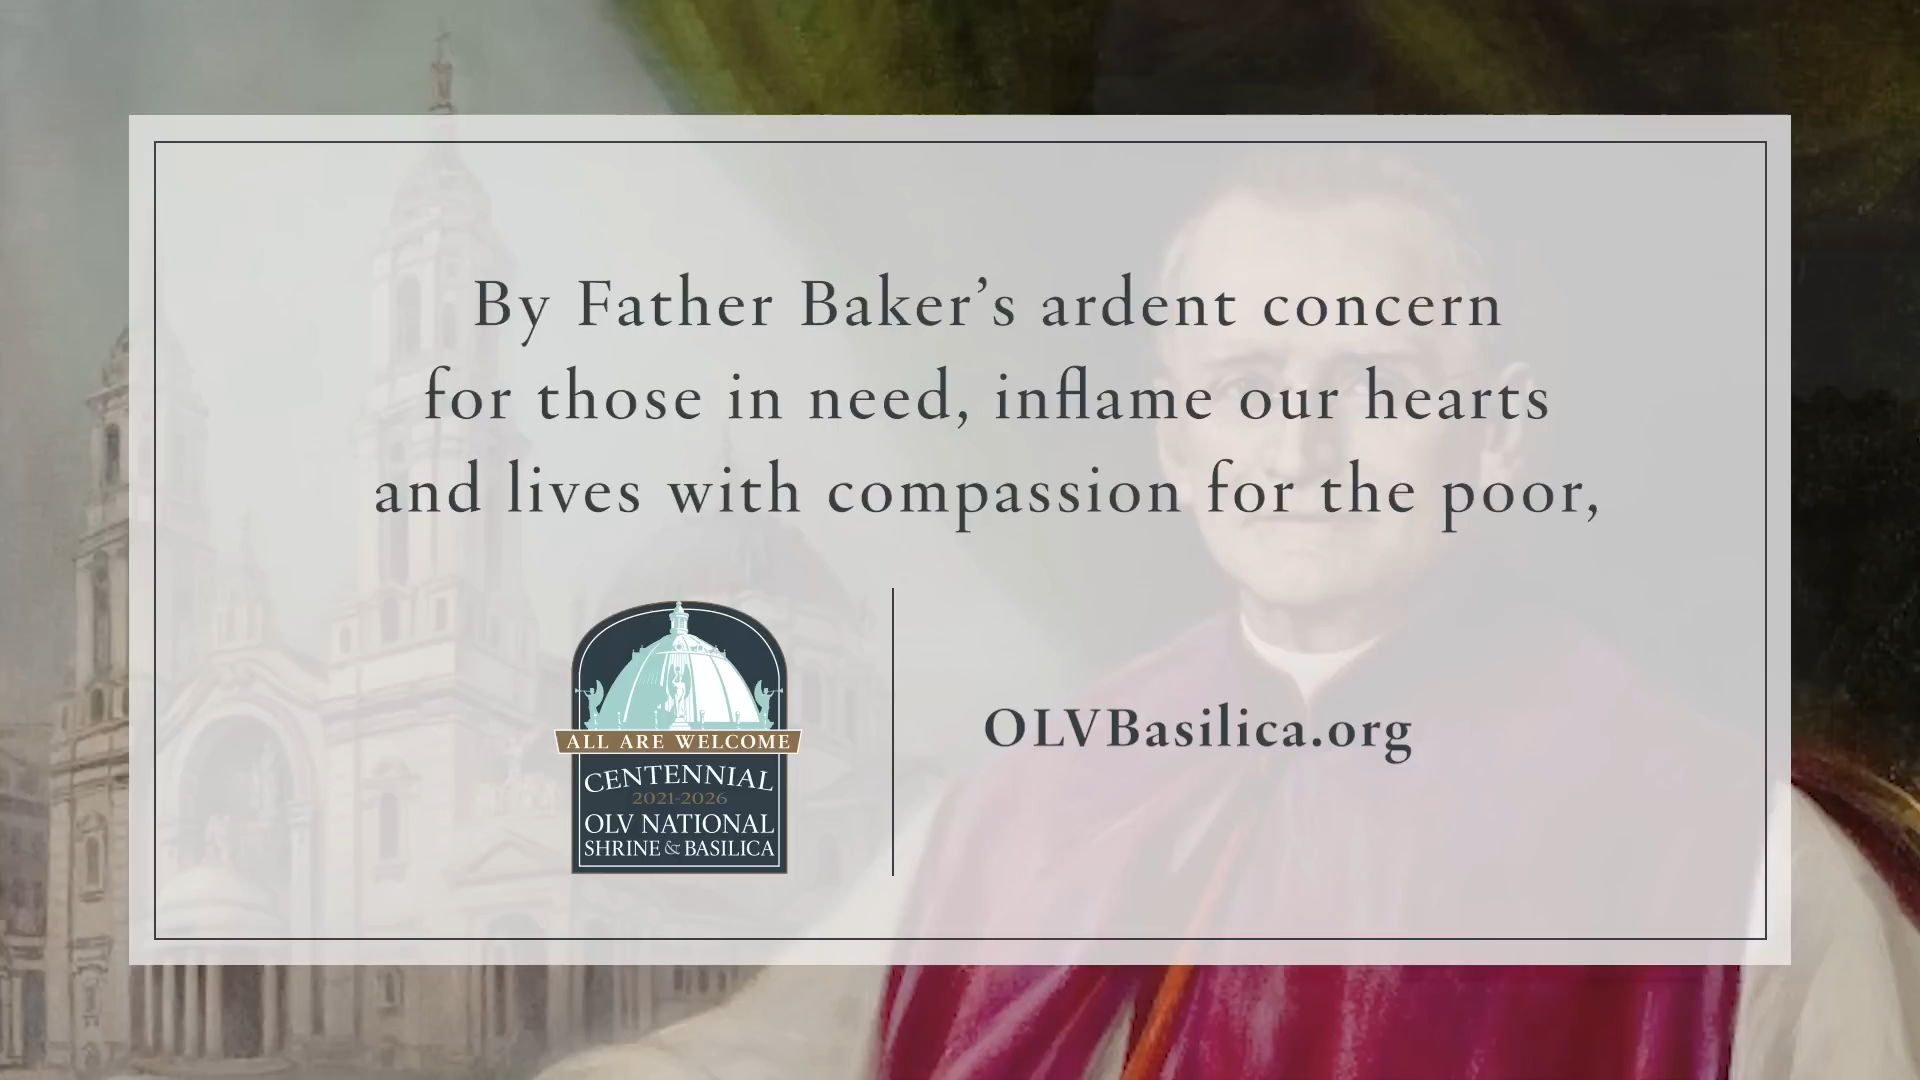 By Father Baker’s ardent concern
for those in need, inflame our hearts
and lives with compassion for the poor,
ALL ARE WELCOME
CENTENNIAL
2021-2026
OLV NATIONAL
SHRINE & BASILICA
OLVBasilica.org